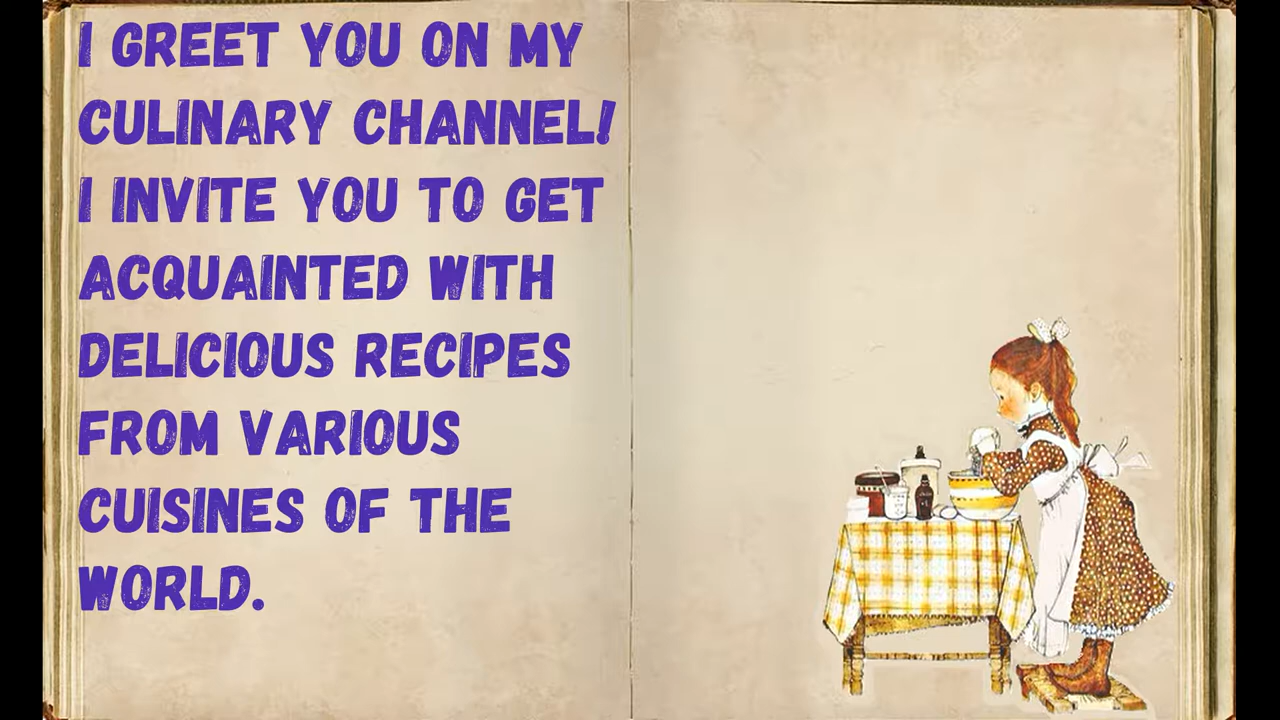 I GREET YOU ON MY
CULINARY CHANNEL!
I INVITE YOU TO GET
ACQUAINTED WITH
DELICIOUS RECIPES
FROM VARIOUS
CUISINES OF THE
WORLD.